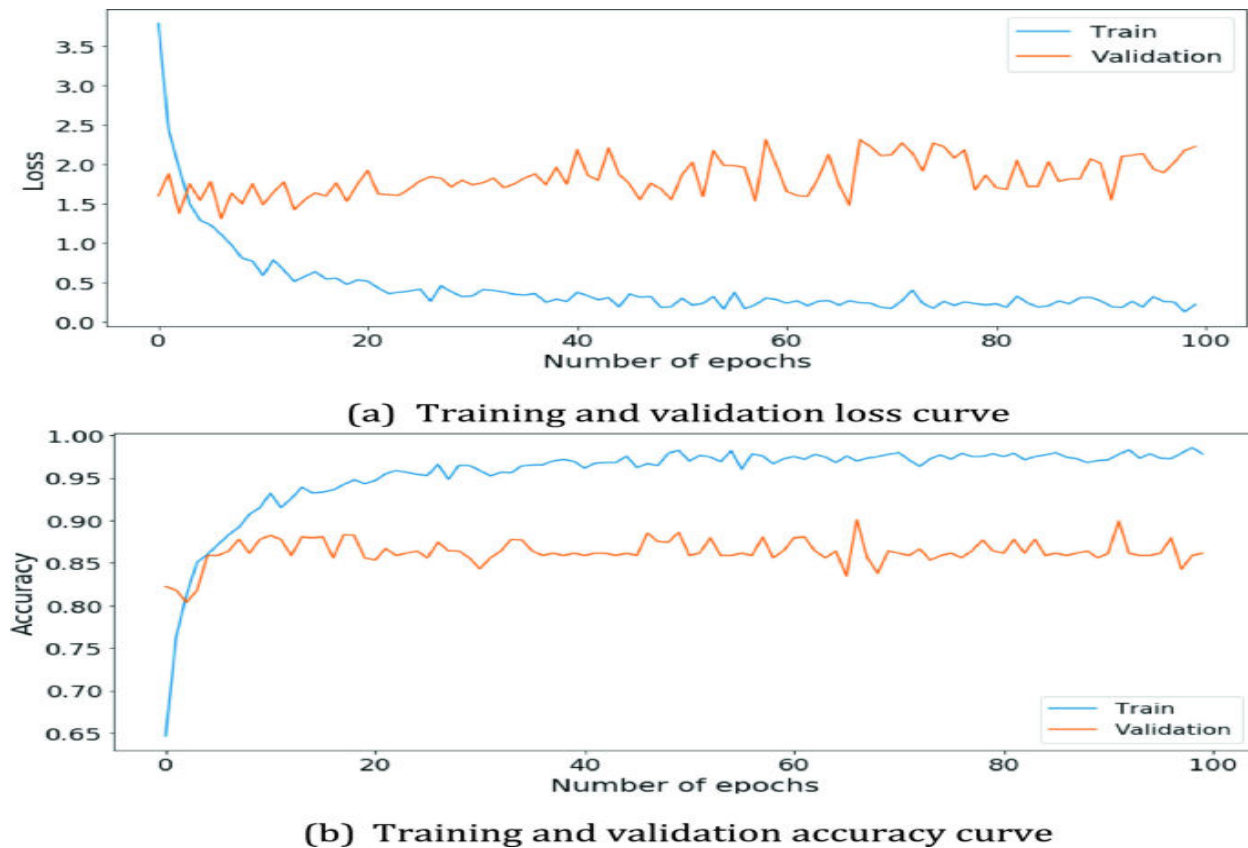 3.5
3.0
2.5
2.0
1.5
1.0
0.5
0.0
Loss
Train
Validation
0 20 40 60 80 100
Number of epochs
(a) Training and validation loss curve
1.00
0.95
0.90
0.85
0.80
0.75
0.70
0.65
Accuracy
Train
Validation
0 20 40 60 80 100
Number of epochs
(b) Training and validation accuracy curve